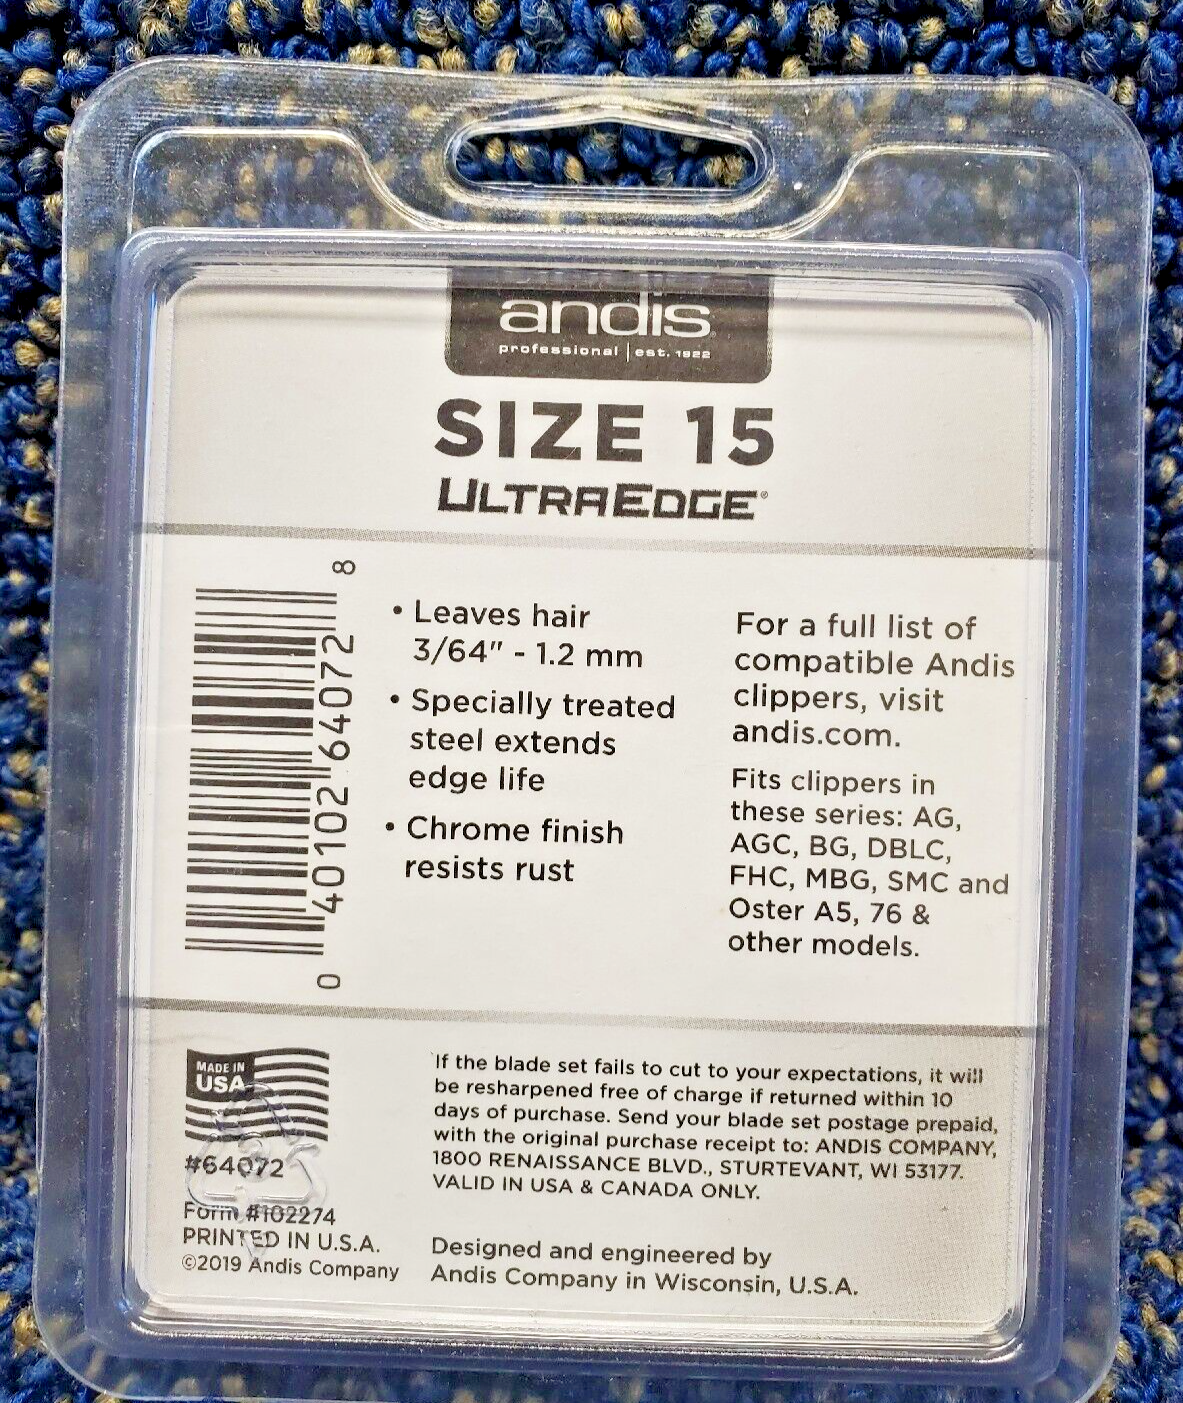 andis
professional | est. 1922
SIZE 15
ULTRAEDGE®
0 40102 64072 8
• Leaves hair
3/64" - 1.2 mm
• Specially treated
steel extends
edge life
• Chrome finish
resists rust
For a full list of
compatible Andis
clippers, visit
andis.com.
Fits clippers in
these series: AG,
AGC, BG, DBLC,
FHC, MBG, SMC and
Oster A5, 76 &
other models.
MADE IN
USA
#64072
Form #102274
PRINTED IN U.S.A.
©2019 Andis Company
If the blade set fails to cut to your expectations, it will
be resharpened free of charge if returned within 10
days of purchase. Send your blade set postage prepaid,
with the original purchase receipt to: ANDIS COMPANY,
1800 RENAISSANCE BLVD., STURTEVANT, WI 53177.
VALID IN USA & CANADA ONLY.
Designed and engineered by
Andis Company in Wisconsin, U.S.A.